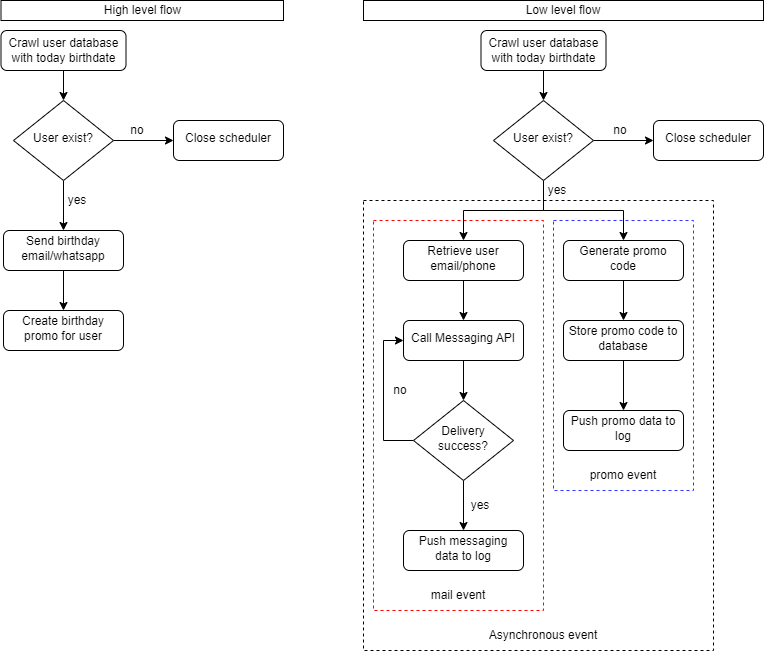 High level flow
Crawl user database
with today birthdate
User exist?
no
Close scheduler
yes
Send birthday
email/whatsapp
Create birthday
promo for user
Low level flow
Crawl user database
with today birthdate
User exist?
no
Close scheduler
yes
Retrieve user
email/phone
Call Messaging API
no
Delivery
success?
yes
Push messaging
data to log
mail event
Generate promo
code
Store promo code to
database
Push promo data to
log
promo event
Asynchronous event